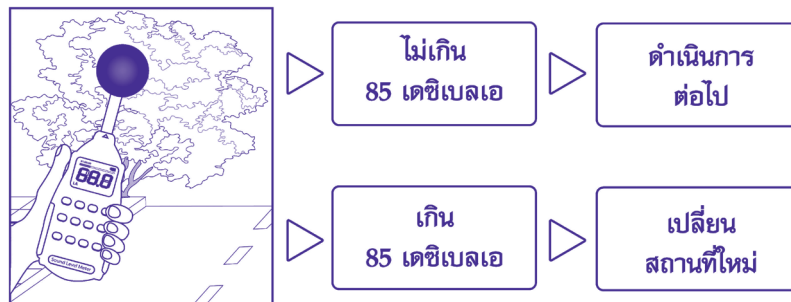 ไม่เกิน
85 เดซิเบลเอ
ดำเนินการ
ต่อไป
88.8
LA
Sound Level Meter
เกิน
85 เดซิเบลเอ
เปลี่ยน
สถานที่ใหม่